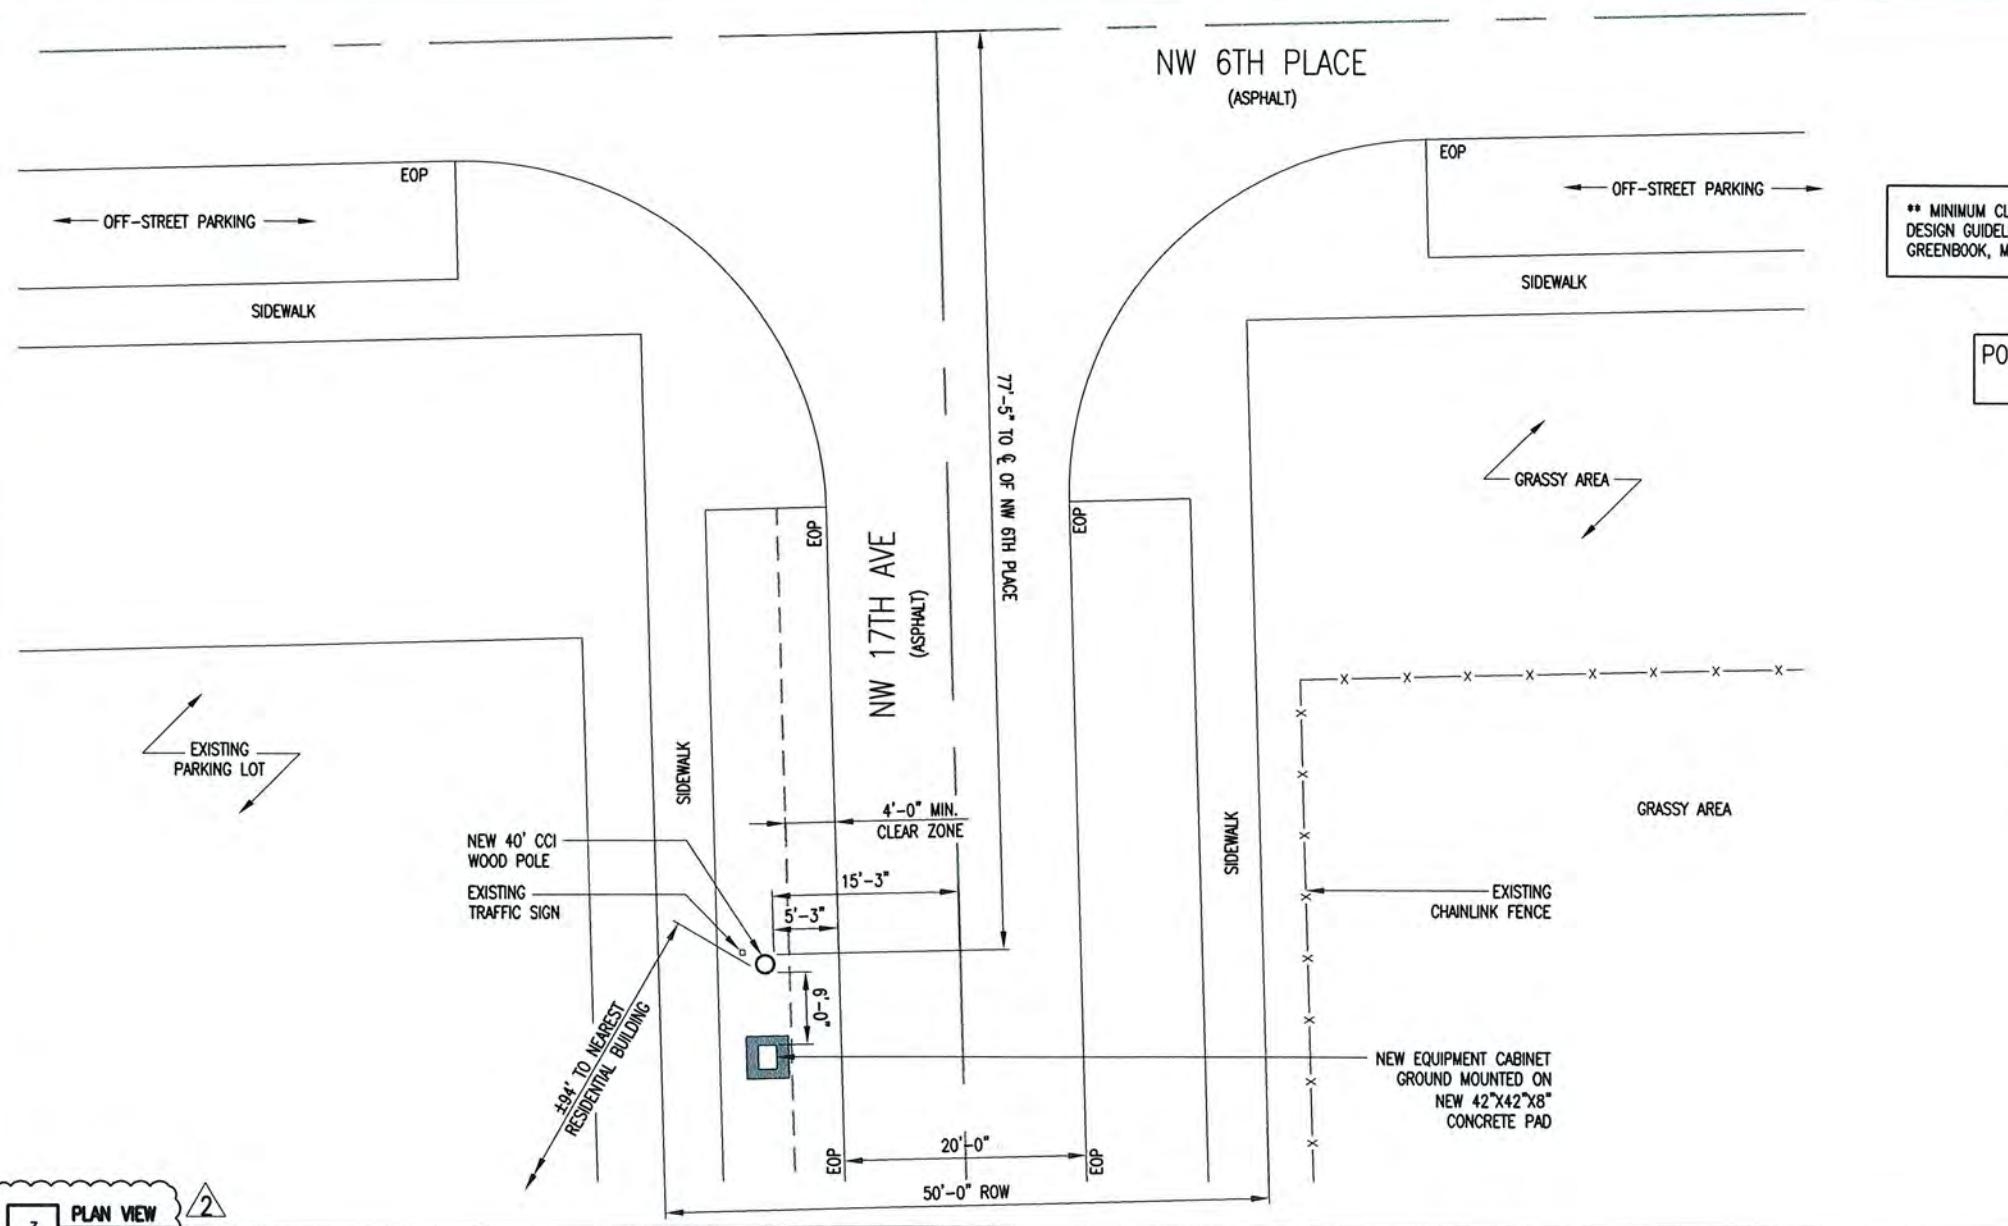 NW 6TH PLACE
(ASPHALT)
EOP
EOP
OFF-STREET PARKING
OFF-STREET PARKING
** MINIMUM CL
DESIGN GUIDEL
GREENBOOK, M
SIDEWALK
SIDEWALK
PO
77'-5" TO ℄ OF NW 6TH PLACE
GRASSY AREA
EOP
EOP
NW 17TH AVE
(ASPHALT)
EXISTING
PARKING LOT
SIDEWALK
4'-0" MIN.
CLEAR ZONE
GRASSY AREA
NEW 40' CCI
WOOD POLE
SIDEWALK
15'-3"
EXISTING
TRAFFIC SIGN
EXISTING
CHAINLINK FENCE
5'-3"
6'-0"
±94' TO NEAREST
RESIDENTIAL BUILDING
NEW EQUIPMENT CABINET
GROUND MOUNTED ON
NEW 42"X42"X8"
CONCRETE PAD
X X X X X X X X
X X X X X X X X
20'-0"
EOP
EOP
50'-0" ROW
PLAN VIEW
2